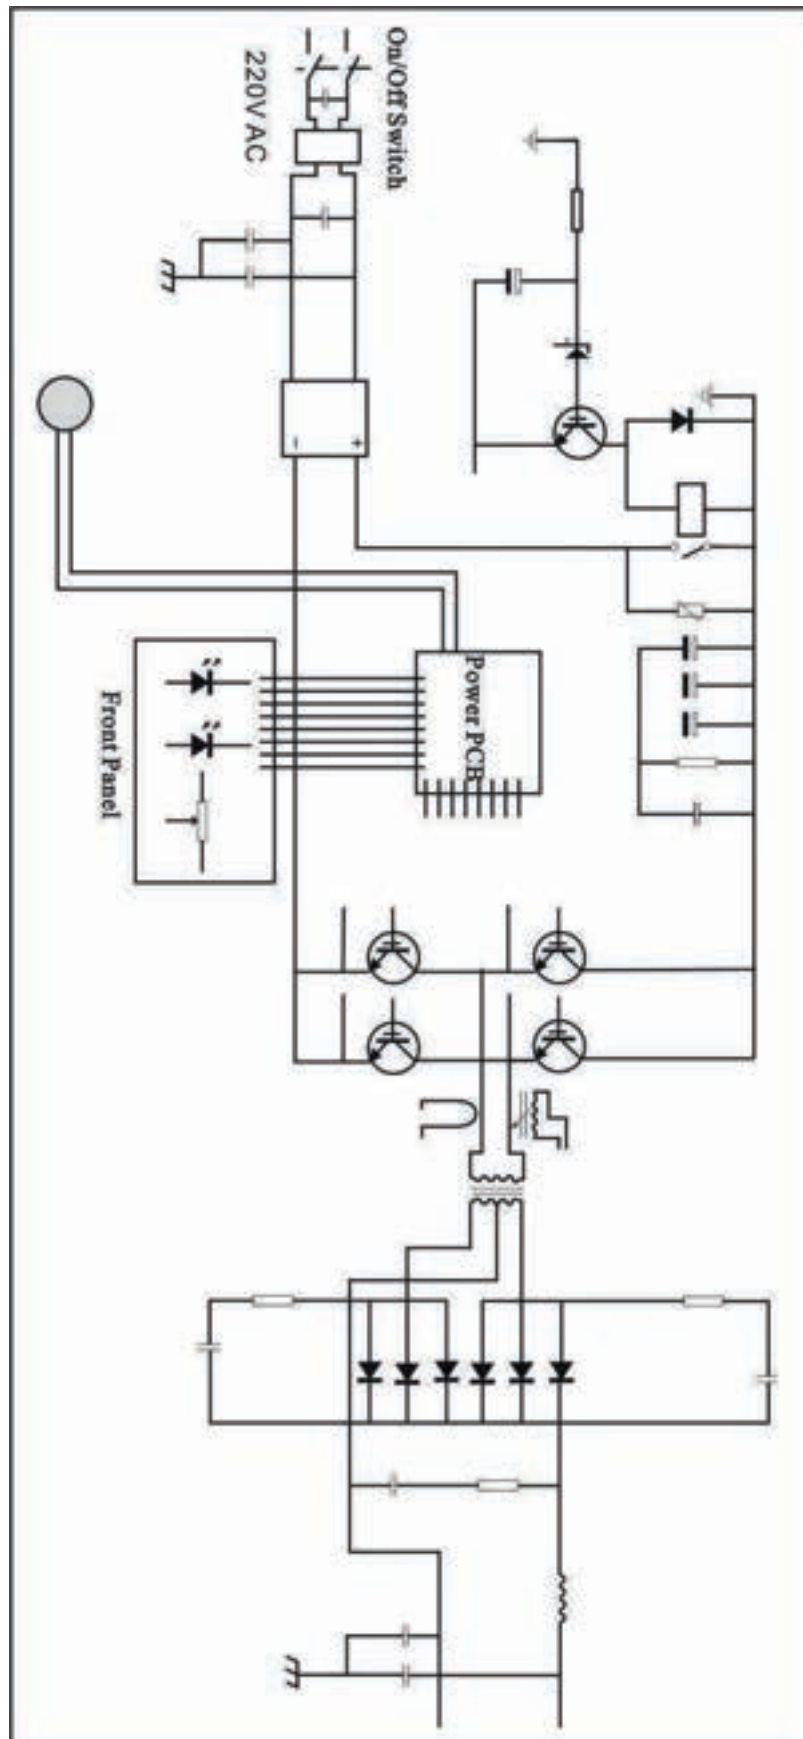 On/Off Switch
220V AC
- +
Power PCB
Front Panel